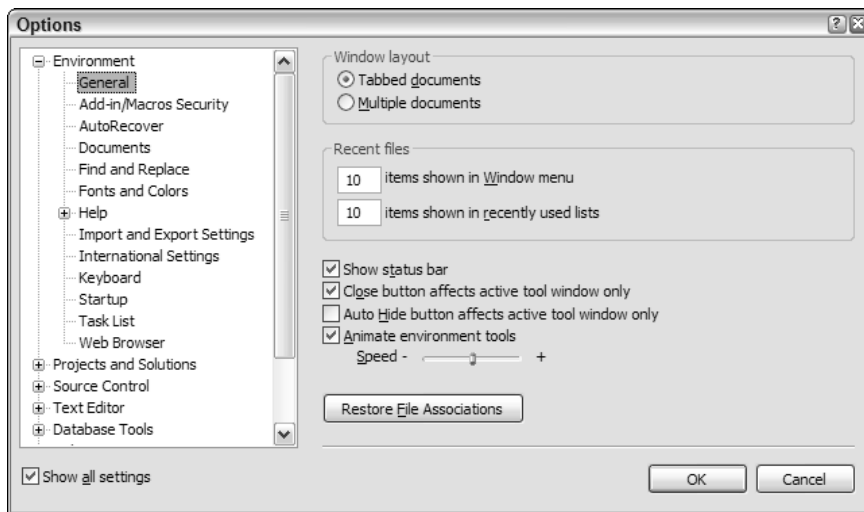 Options
Environment
General
Add-in/Macros Security
AutoRecover
Documents
Find and Replace
Fonts and Colors
Help
Import and Export Settings
International Settings
Keyboard
Startup
Task List
Web Browser
Projects and Solutions
Source Control
Text Editor
Database Tools
Show all settings
Window layout
Tabbed documents
Multiple documents
Recent files
10 items shown in Window menu
10 items shown in recently used lists
Show status bar
Close button affects active tool window only
Auto Hide button affects active tool window only
Animate environment tools
Speed - +
Restore File Associations
OK
Cancel